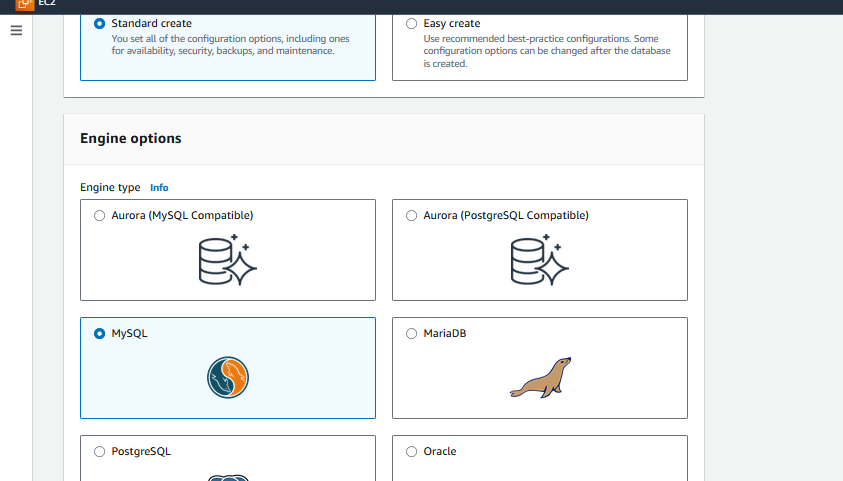 EC2
Standard create
You set all of the configuration options, including ones
for availability, security, backups, and maintenance.
Easy create
Use recommended best-practice configurations. Some
configuration options can be changed after the database
is created.
Engine options
Engine type Info
Aurora (MySQL Compatible)
Aurora (PostgreSQL Compatible)
MySQL
MariaDB
PostgreSQL
Oracle